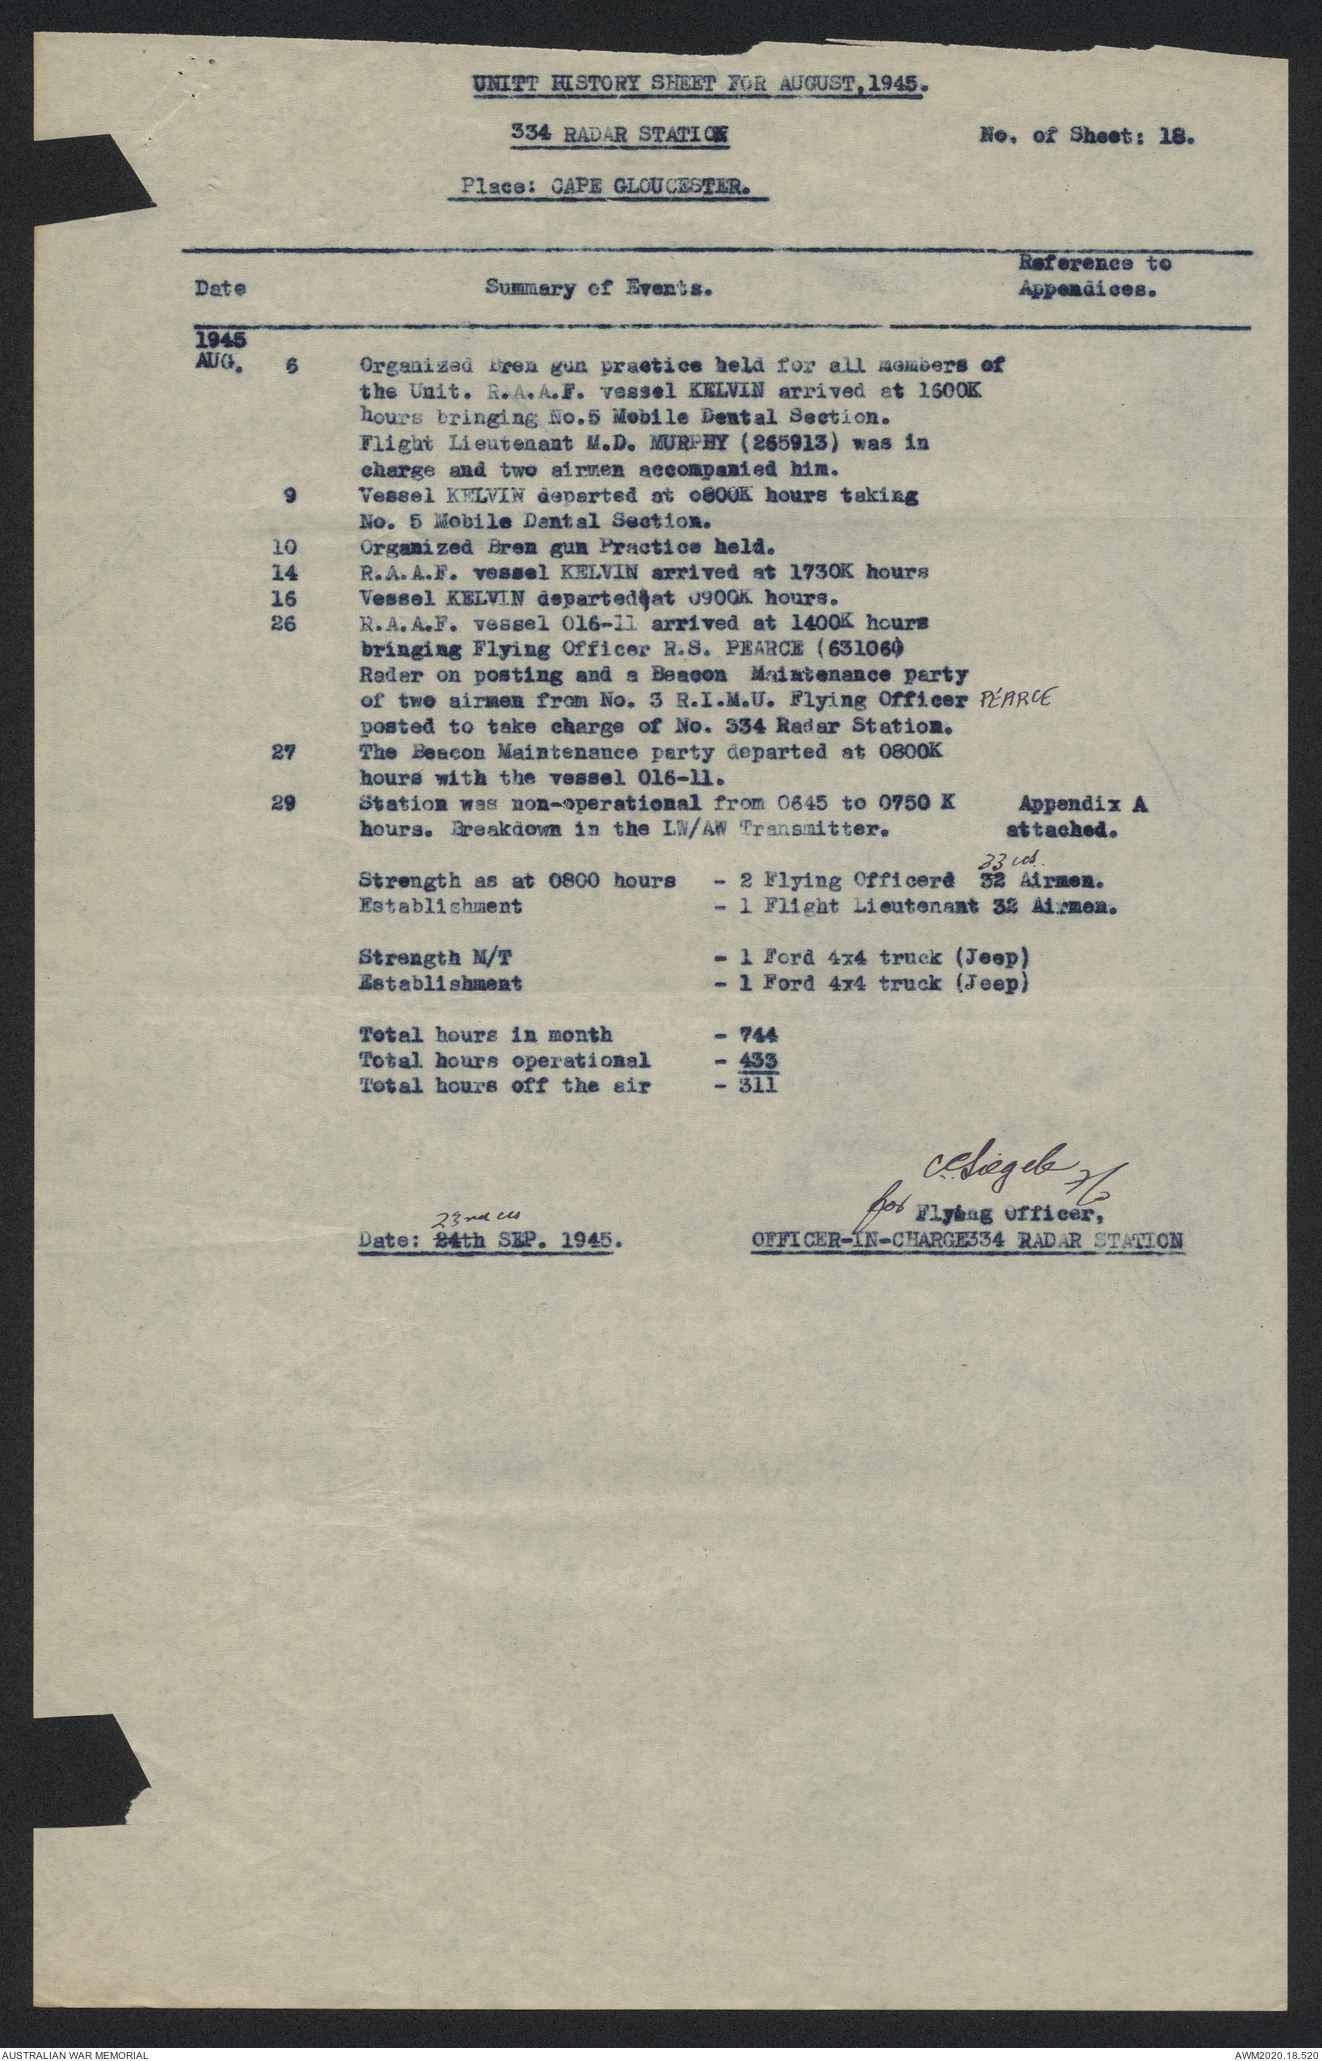 UNITT HISTORY SHEET FOR AUGUST, 1945.
334 RADAR STATION
No. of Sheet: 18.
Place: CAPE GLOUCESTER.
Date
Summary of Events.
Reference to
Appendices.
1945
AUG. 6 Organized Bren gun practice held for all members of
the Unit. R.A.A.F. vessel KELVIN arrived at 1600K
hours bringing No.5 Mobile Dental Section.
Flight Lieutenant M.D. MURPHY (265913) was in
charge and two airmen accompanied him.
9 Vessel KELVIN departed at 0800K hours taking
No. 5 Mobile Dental Section.
10 Organized Bren gun Practice held.
14 R.A.A.F. vessel KELVIN arrived at 1730K hours
16 Vessel KELVIN departed at 0900K hours.
26 R.A.A.F. vessel 016-11 arrived at 1400K hours
bringing Flying Officer R.S. PEARCE (63106)
Radar on posting and a Beacon Maintenance party
of two airmen from No. 3 R.I.M.U. Flying Officer PEARCE
posted to take charge of No. 334 Radar Station.
27 The Beacon Maintenance party departed at 0800K
hours with the vessel 016-11.
29 Station was non-operational from 0645 to 0750 K Appendix A
hours. Breakdown in the LW/AW Transmitter. attached.
33
Strength as at 0800 hours - 2 Flying Officerd 32 Airmen.
Establishment - 1 Flight Lieutenant 32 Airmen.
Strength M/T - 1 Ford 4x4 truck (Jeep)
Establishment - 1 Ford 4x4 truck (Jeep)
Total hours in month - 744
Total hours operational - 433
Total hours off the air - 311
for Flying Officer,
23rd
Date: 24th SEP. 1945. OFFICER-IN-CHARGE334 RADAR STATION
AUSTRALIAN WAR MEMORIAL
AWM2020.18.520